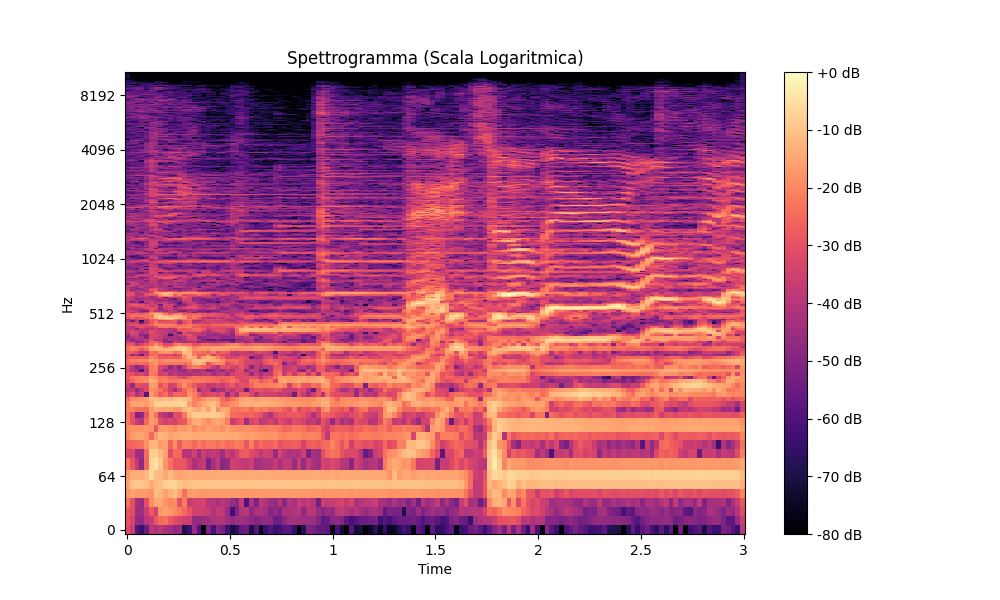 Spettrogramma (Scala Logaritmica)
8192
4096
2048
1024
512
256
128
64
0
Hz
0
0.5
1
1.5
2
2.5
3
Time
+0 dB
-10 dB
-20 dB
-30 dB
-40 dB
-50 dB
-60 dB
-70 dB
-80 dB